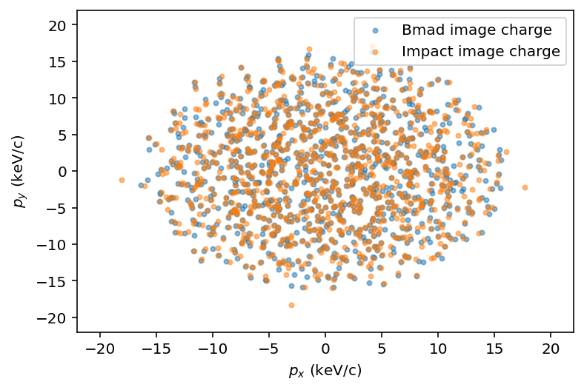 Bmad image charge
Impact image charge
20
15
10
5
0
−5
−10
−15
−20
p_y (keV/c)
−20 −15 −10 −5 0 5 10 15 20
p_x (keV/c)